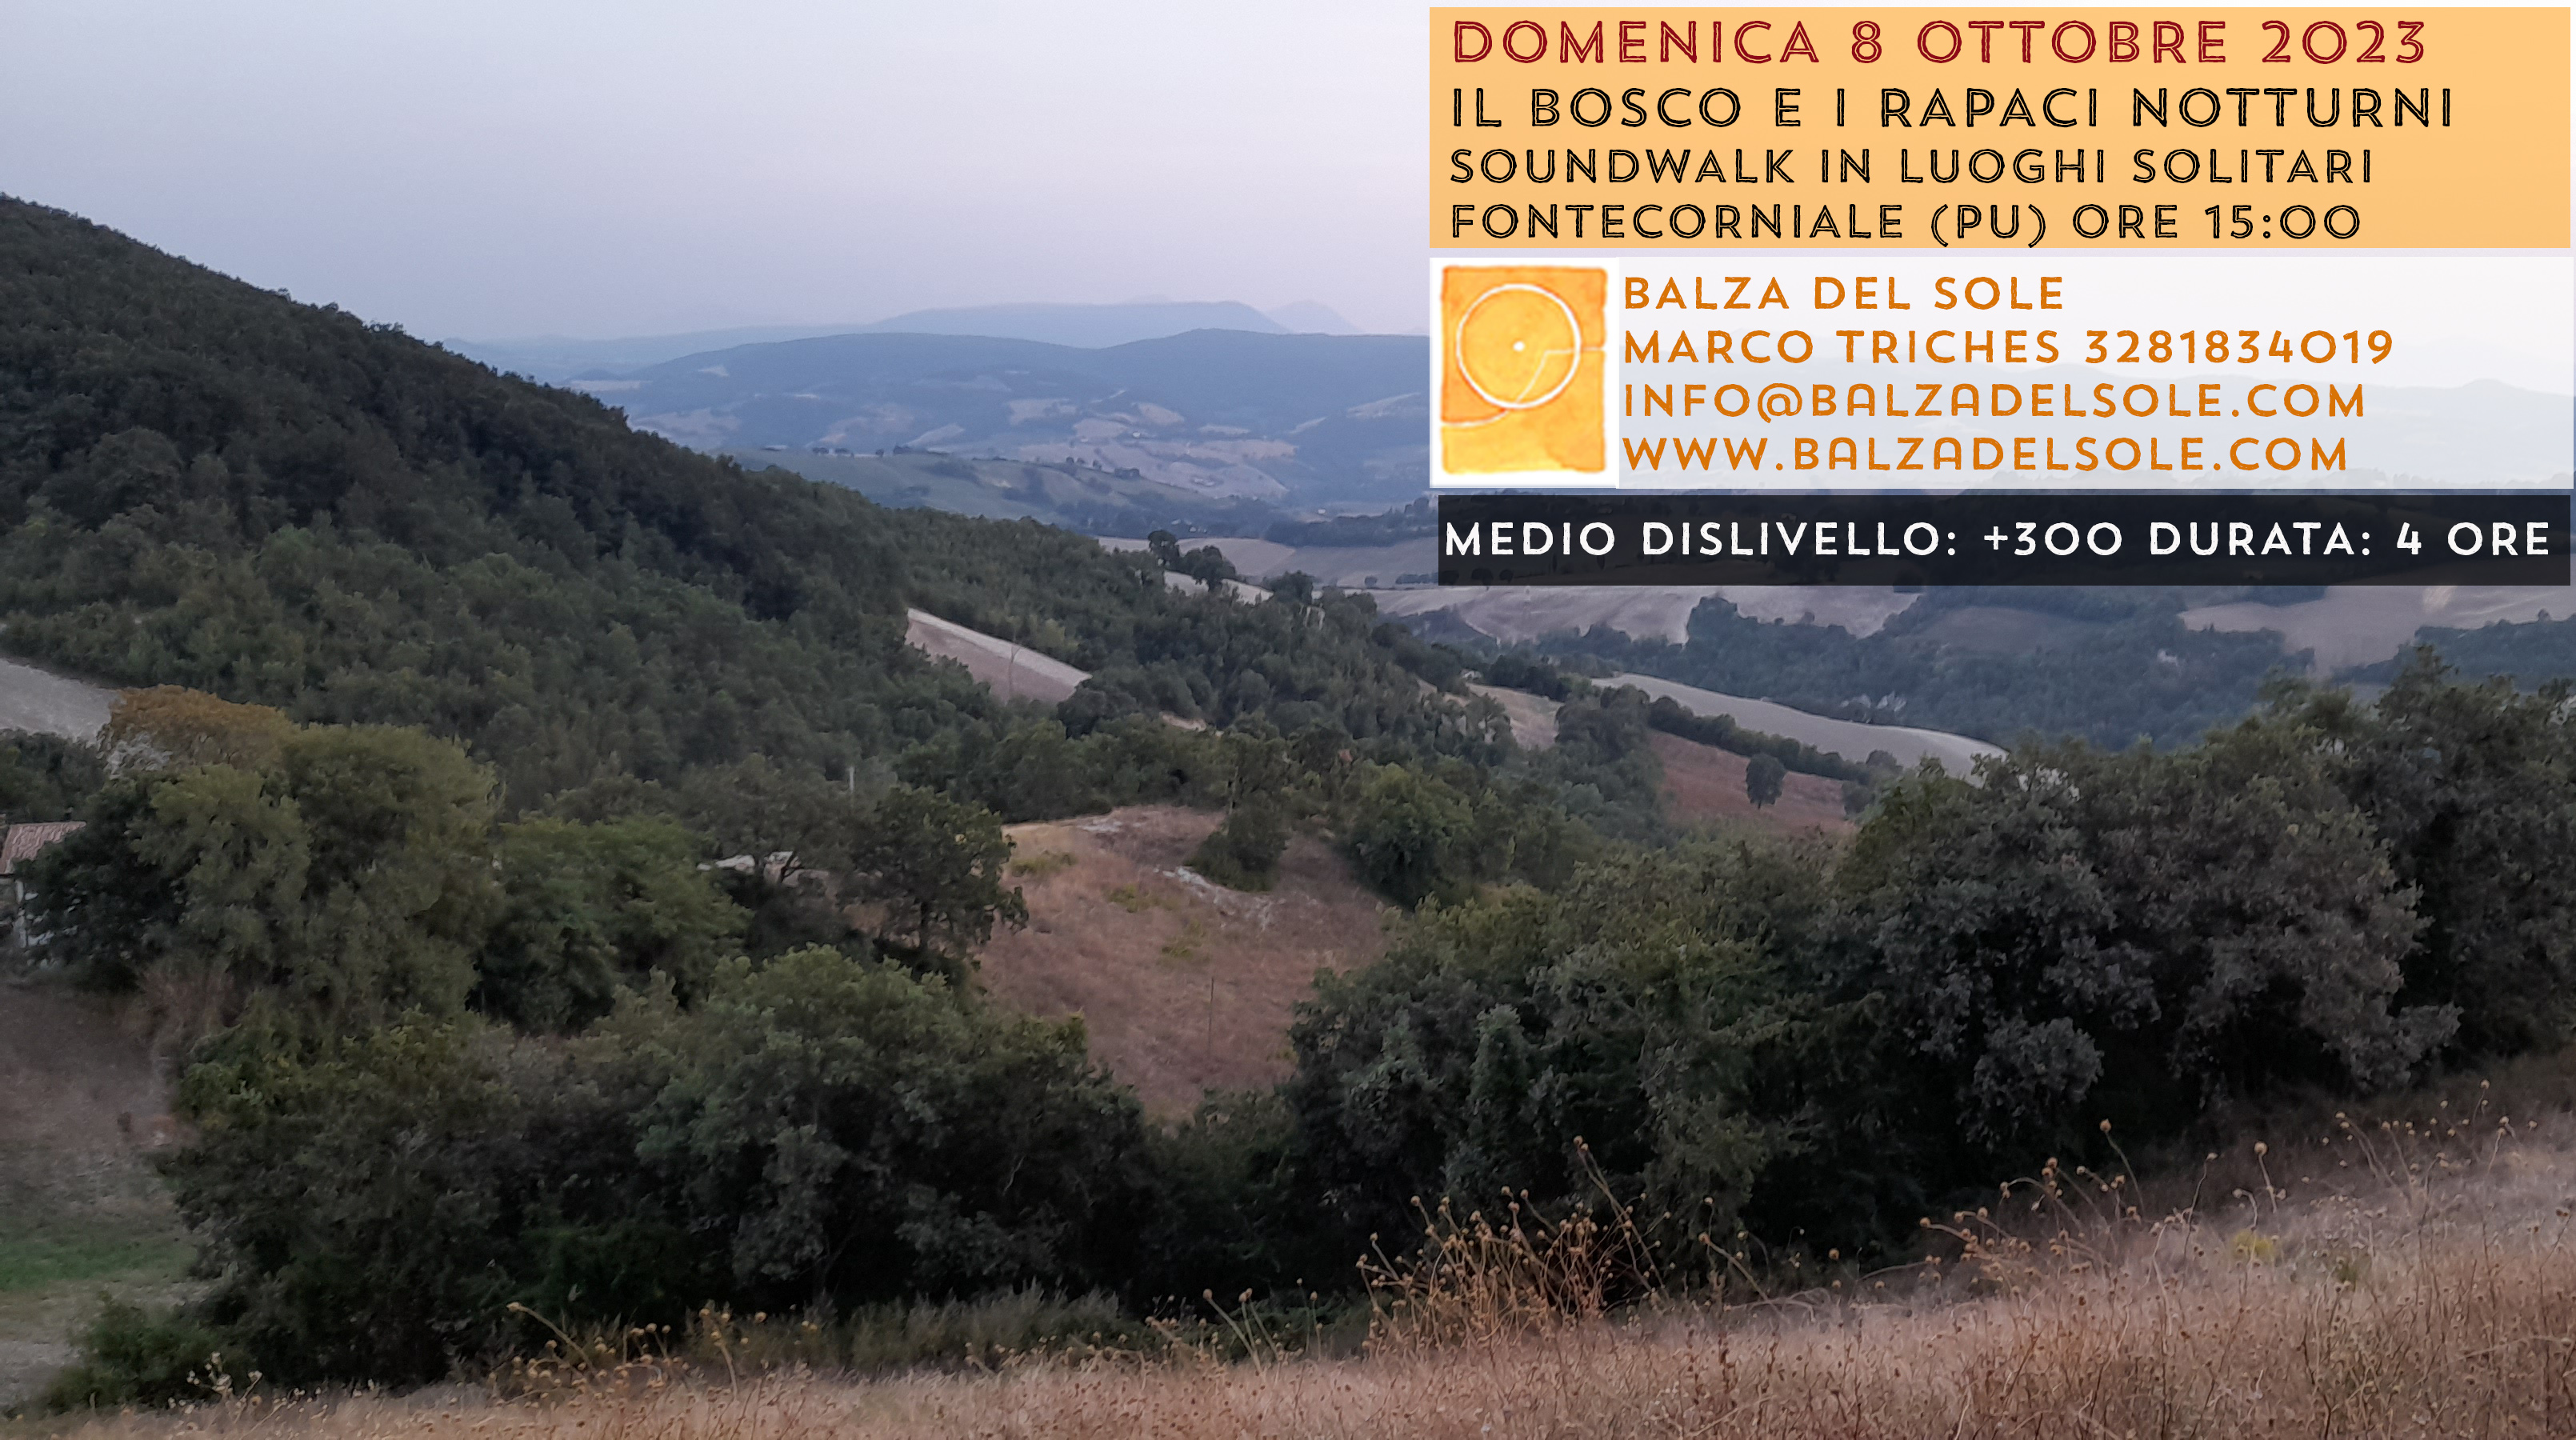 DOMENICA 8 OTTOBRE 2023
IL BOSCO E I RAPACI NOTTURNI
SOUNDWALK IN LUOGHI SOLITARI
FONTECORNIALE (PU) ORE 15:00
BALZA DEL SOLE
MARCO TRICHES 3281834019
INFO@BALZADELSOLE.COM
WWW.BALZADELSOLE.COM
MEDIO DISLIVELLO: +300 DURATA: 4 ORE